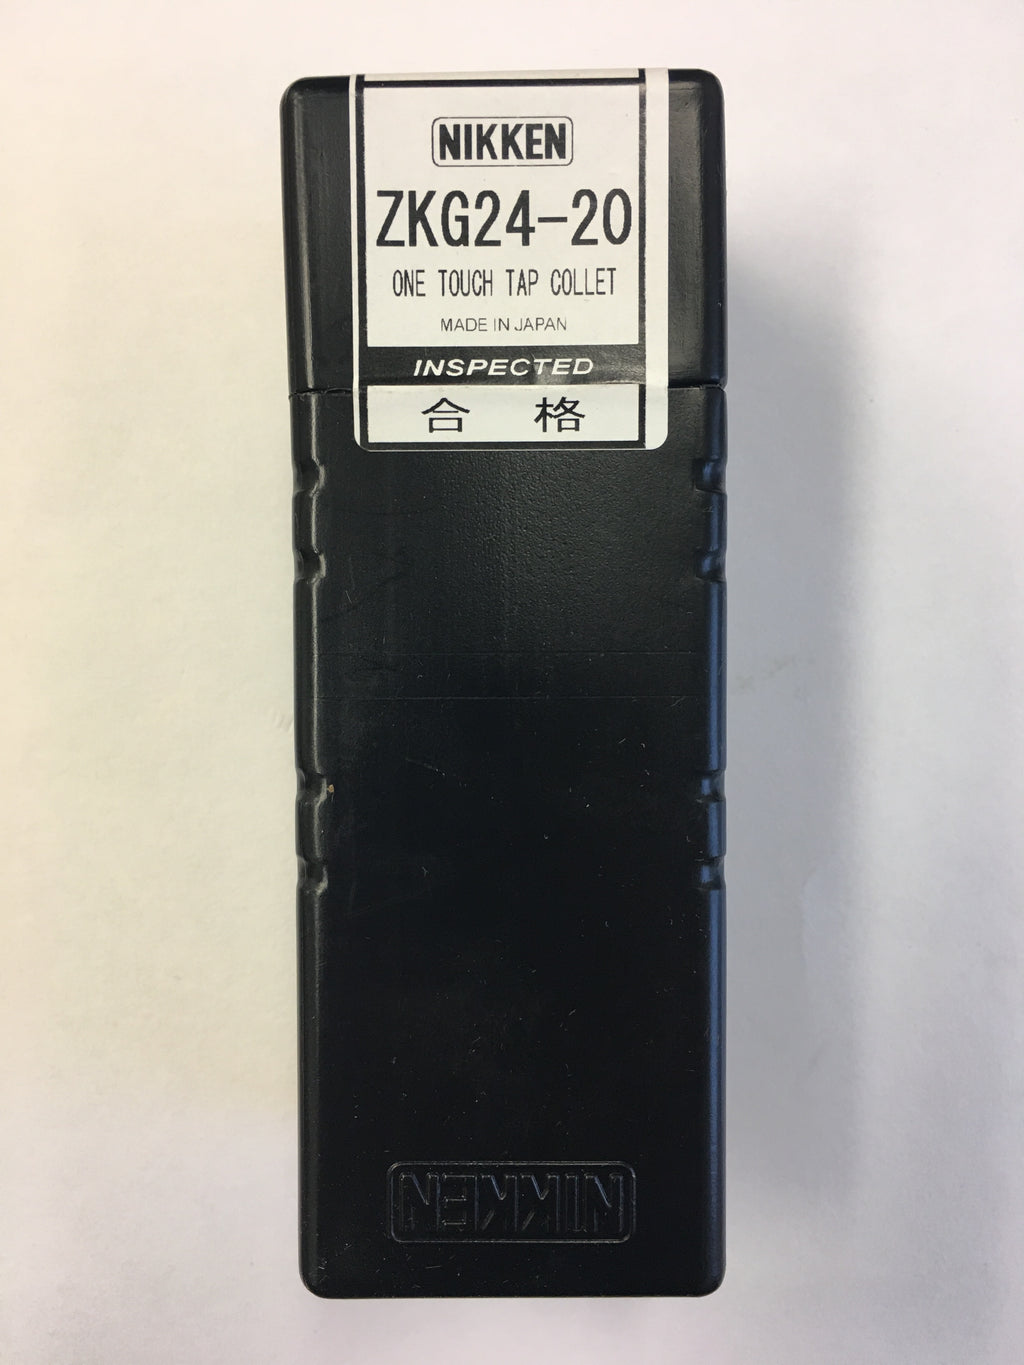 NIKKEN
ZKG24-20
ONE TOUCH TAP COLLET
MADE IN JAPAN
INSPECTED
合 格
NIKKEN